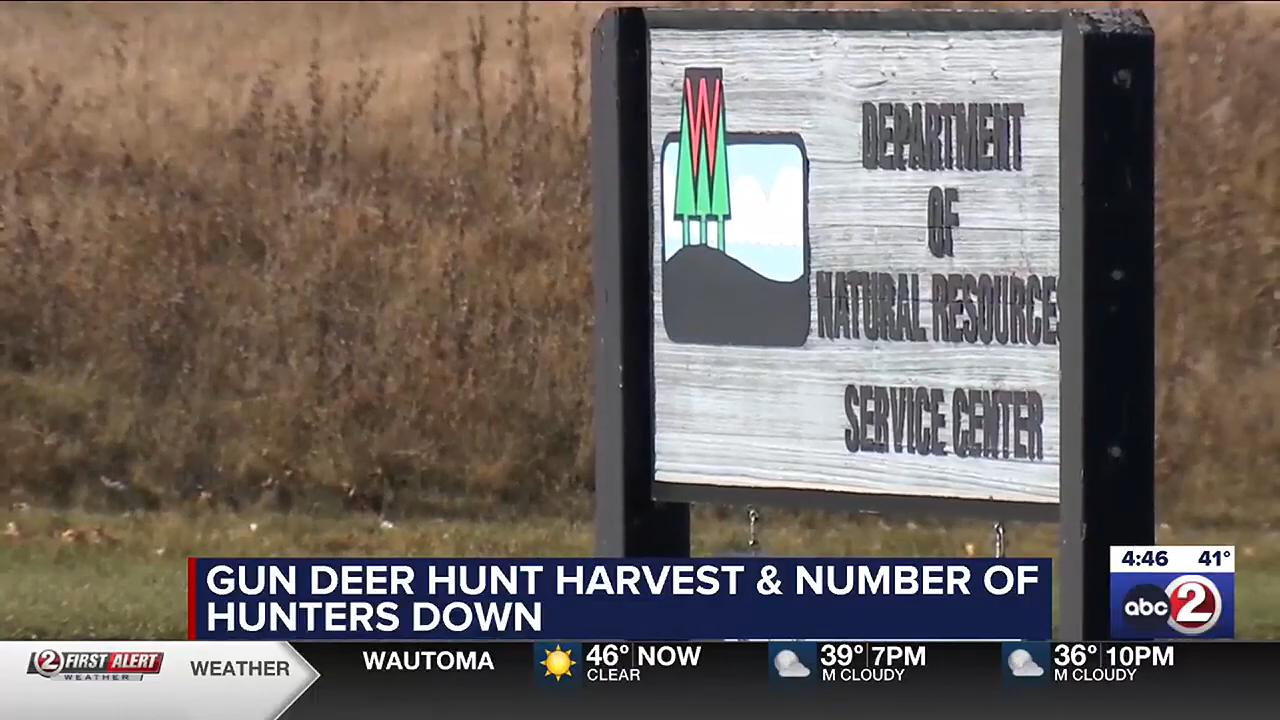 W
DEPARTMENT
OF
NATURAL RESOURCES
SERVICE CENTER
GUN DEER HUNT HARVEST & NUMBER OF
HUNTERS DOWN
4:46 41°
abc 2
2 FIRST ALERT
WEATHER
WEATHER
WAUTOMA
46° NOW
CLEAR
39° 7PM
M CLOUDY
36° 10PM
M CLOUDY